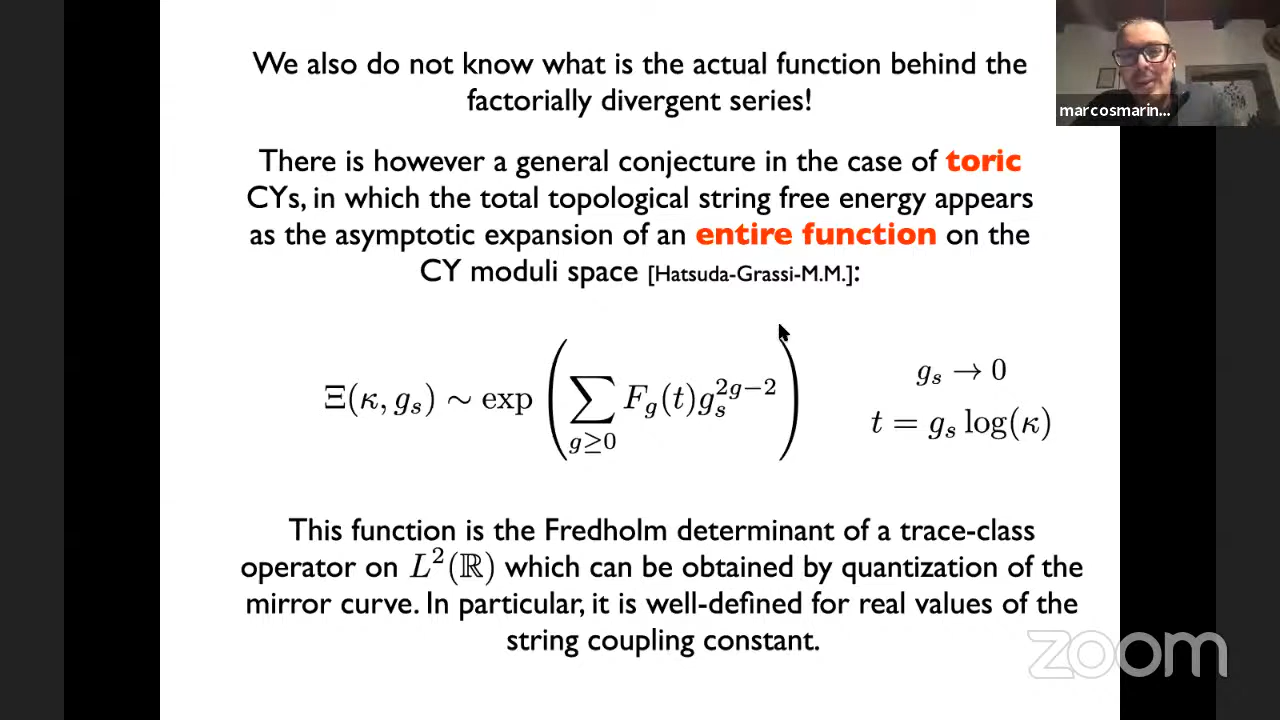 We also do not know what is the actual function behind the
factorially divergent series!
marcosmarin...
There is however a general conjecture in the case of toric
CYs, in which the total topological string free energy appears
as the asymptotic expansion of an entire function on the
CY moduli space [Hatsuda-Grassi-M.M.]:
Ξ(κ, g_s) ∼ exp ( ∑_{g≥0} F_g(t) g_s^{2g−2} )
g_s → 0
t = g_s log(κ)
This function is the Fredholm determinant of a trace-class
operator on L²(ℝ) which can be obtained by quantization of the
mirror curve. In particular, it is well-defined for real values of the
string coupling constant.
zoom